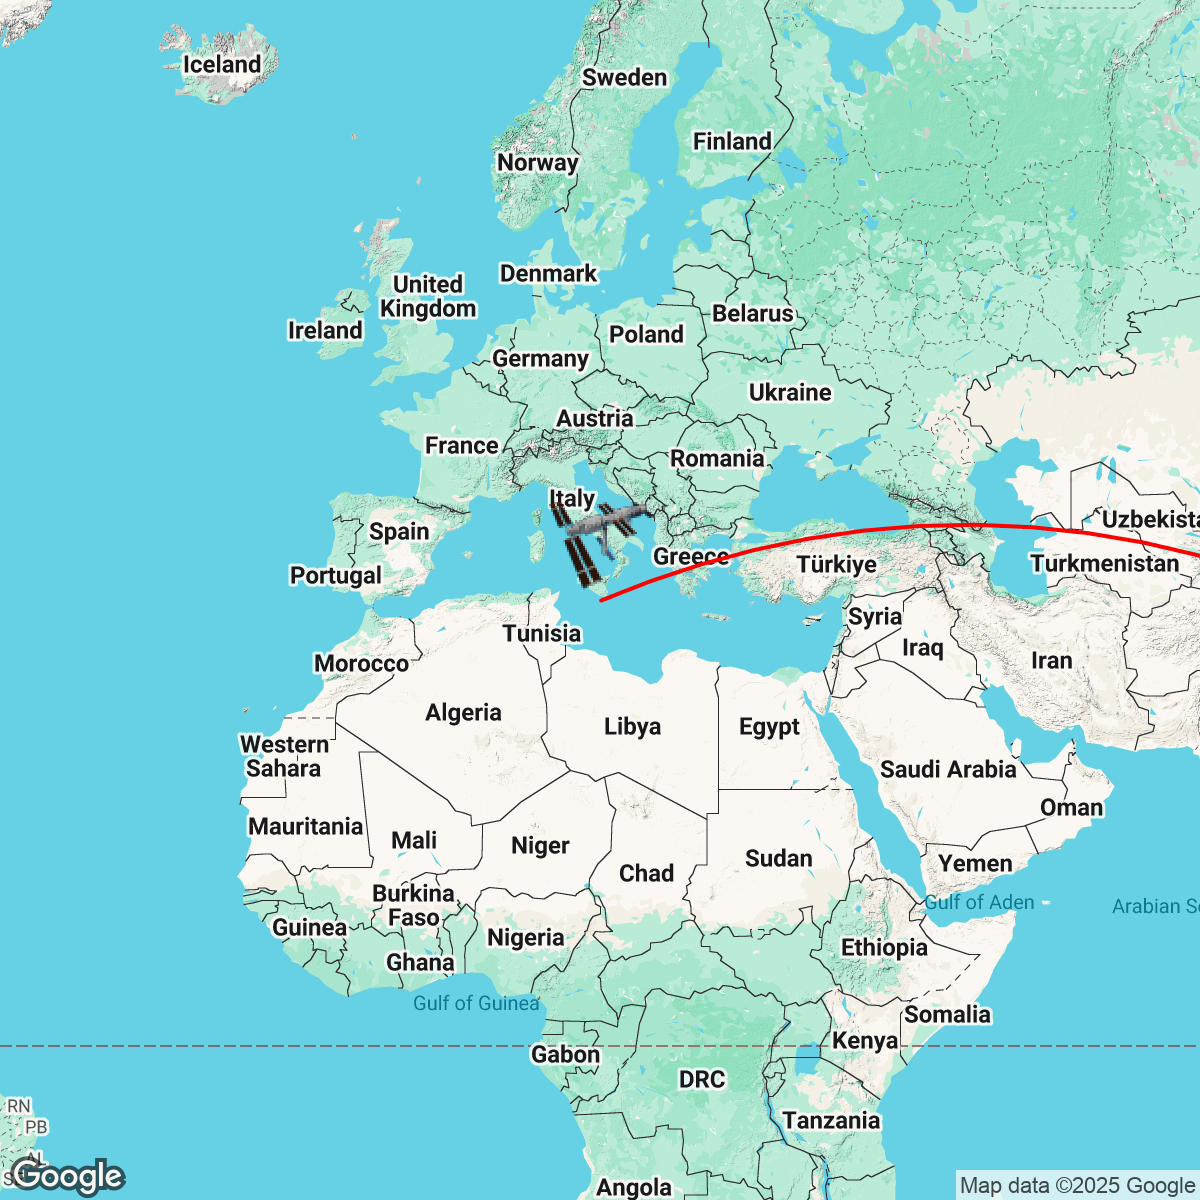 Iceland
Sweden
Finland
Norway
Denmark
United
Kingdom
Ireland
Belarus
Poland
Germany
Ukraine
Austria
France
Romania
Italy
Spain
Uzbekista
Greece
Türkiye
Turkmenistan
Portugal
Syria
Tunisia
Iraq
Morocco
Iran
Algeria
Libya
Egypt
Western
Sahara
Saudi Arabia
Oman
Mauritania
Mali
Niger
Sudan
Yemen
Chad
Burkina
Faso
Gulf of Aden
Arabian Se
Guinea
Nigeria
Ethiopia
Ghana
Gulf of Guinea
Somalia
Kenya
Gabon
DRC
RN
PB
Tanzania
AL
Angola
Google
Map data ©2025 Google